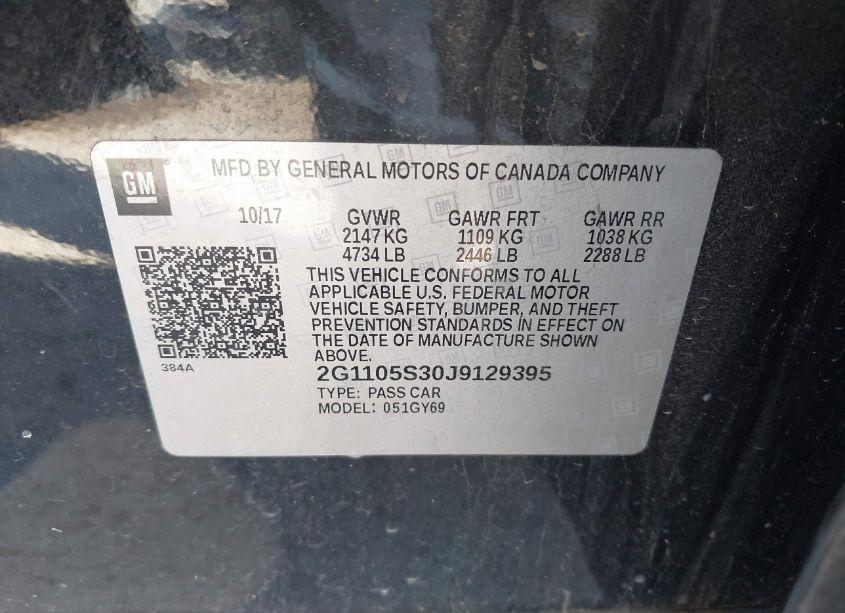 GM
MFD BY GENERAL MOTORS OF CANADA COMPANY
10/17 GVWR GAWR FRT GAWR RR
2147 KG 1109 KG 1038 KG
4734 LB 2446 LB 2288 LB
THIS VEHICLE CONFORMS TO ALL
APPLICABLE U.S. FEDERAL MOTOR
VEHICLE SAFETY, BUMPER, AND THEFT
PREVENTION STANDARDS IN EFFECT ON
THE DATE OF MANUFACTURE SHOWN
ABOVE.
384A
2G1105S30J9129395
TYPE: PASS CAR
MODEL: 051GY69